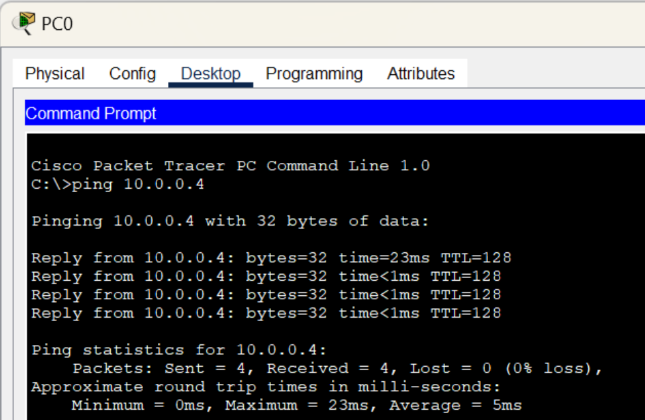 PC0
Physical Config Desktop Programming Attributes
Command Prompt
Cisco Packet Tracer PC Command Line 1.0
C:\>ping 10.0.0.4
Pinging 10.0.0.4 with 32 bytes of data:
Reply from 10.0.0.4: bytes=32 time=23ms TTL=128
Reply from 10.0.0.4: bytes=32 time<1ms TTL=128
Reply from 10.0.0.4: bytes=32 time<1ms TTL=128
Reply from 10.0.0.4: bytes=32 time<1ms TTL=128
Ping statistics for 10.0.0.4:
Packets: Sent = 4, Received = 4, Lost = 0 (0% loss),
Approximate round trip times in milli-seconds:
Minimum = 0ms, Maximum = 23ms, Average = 5ms